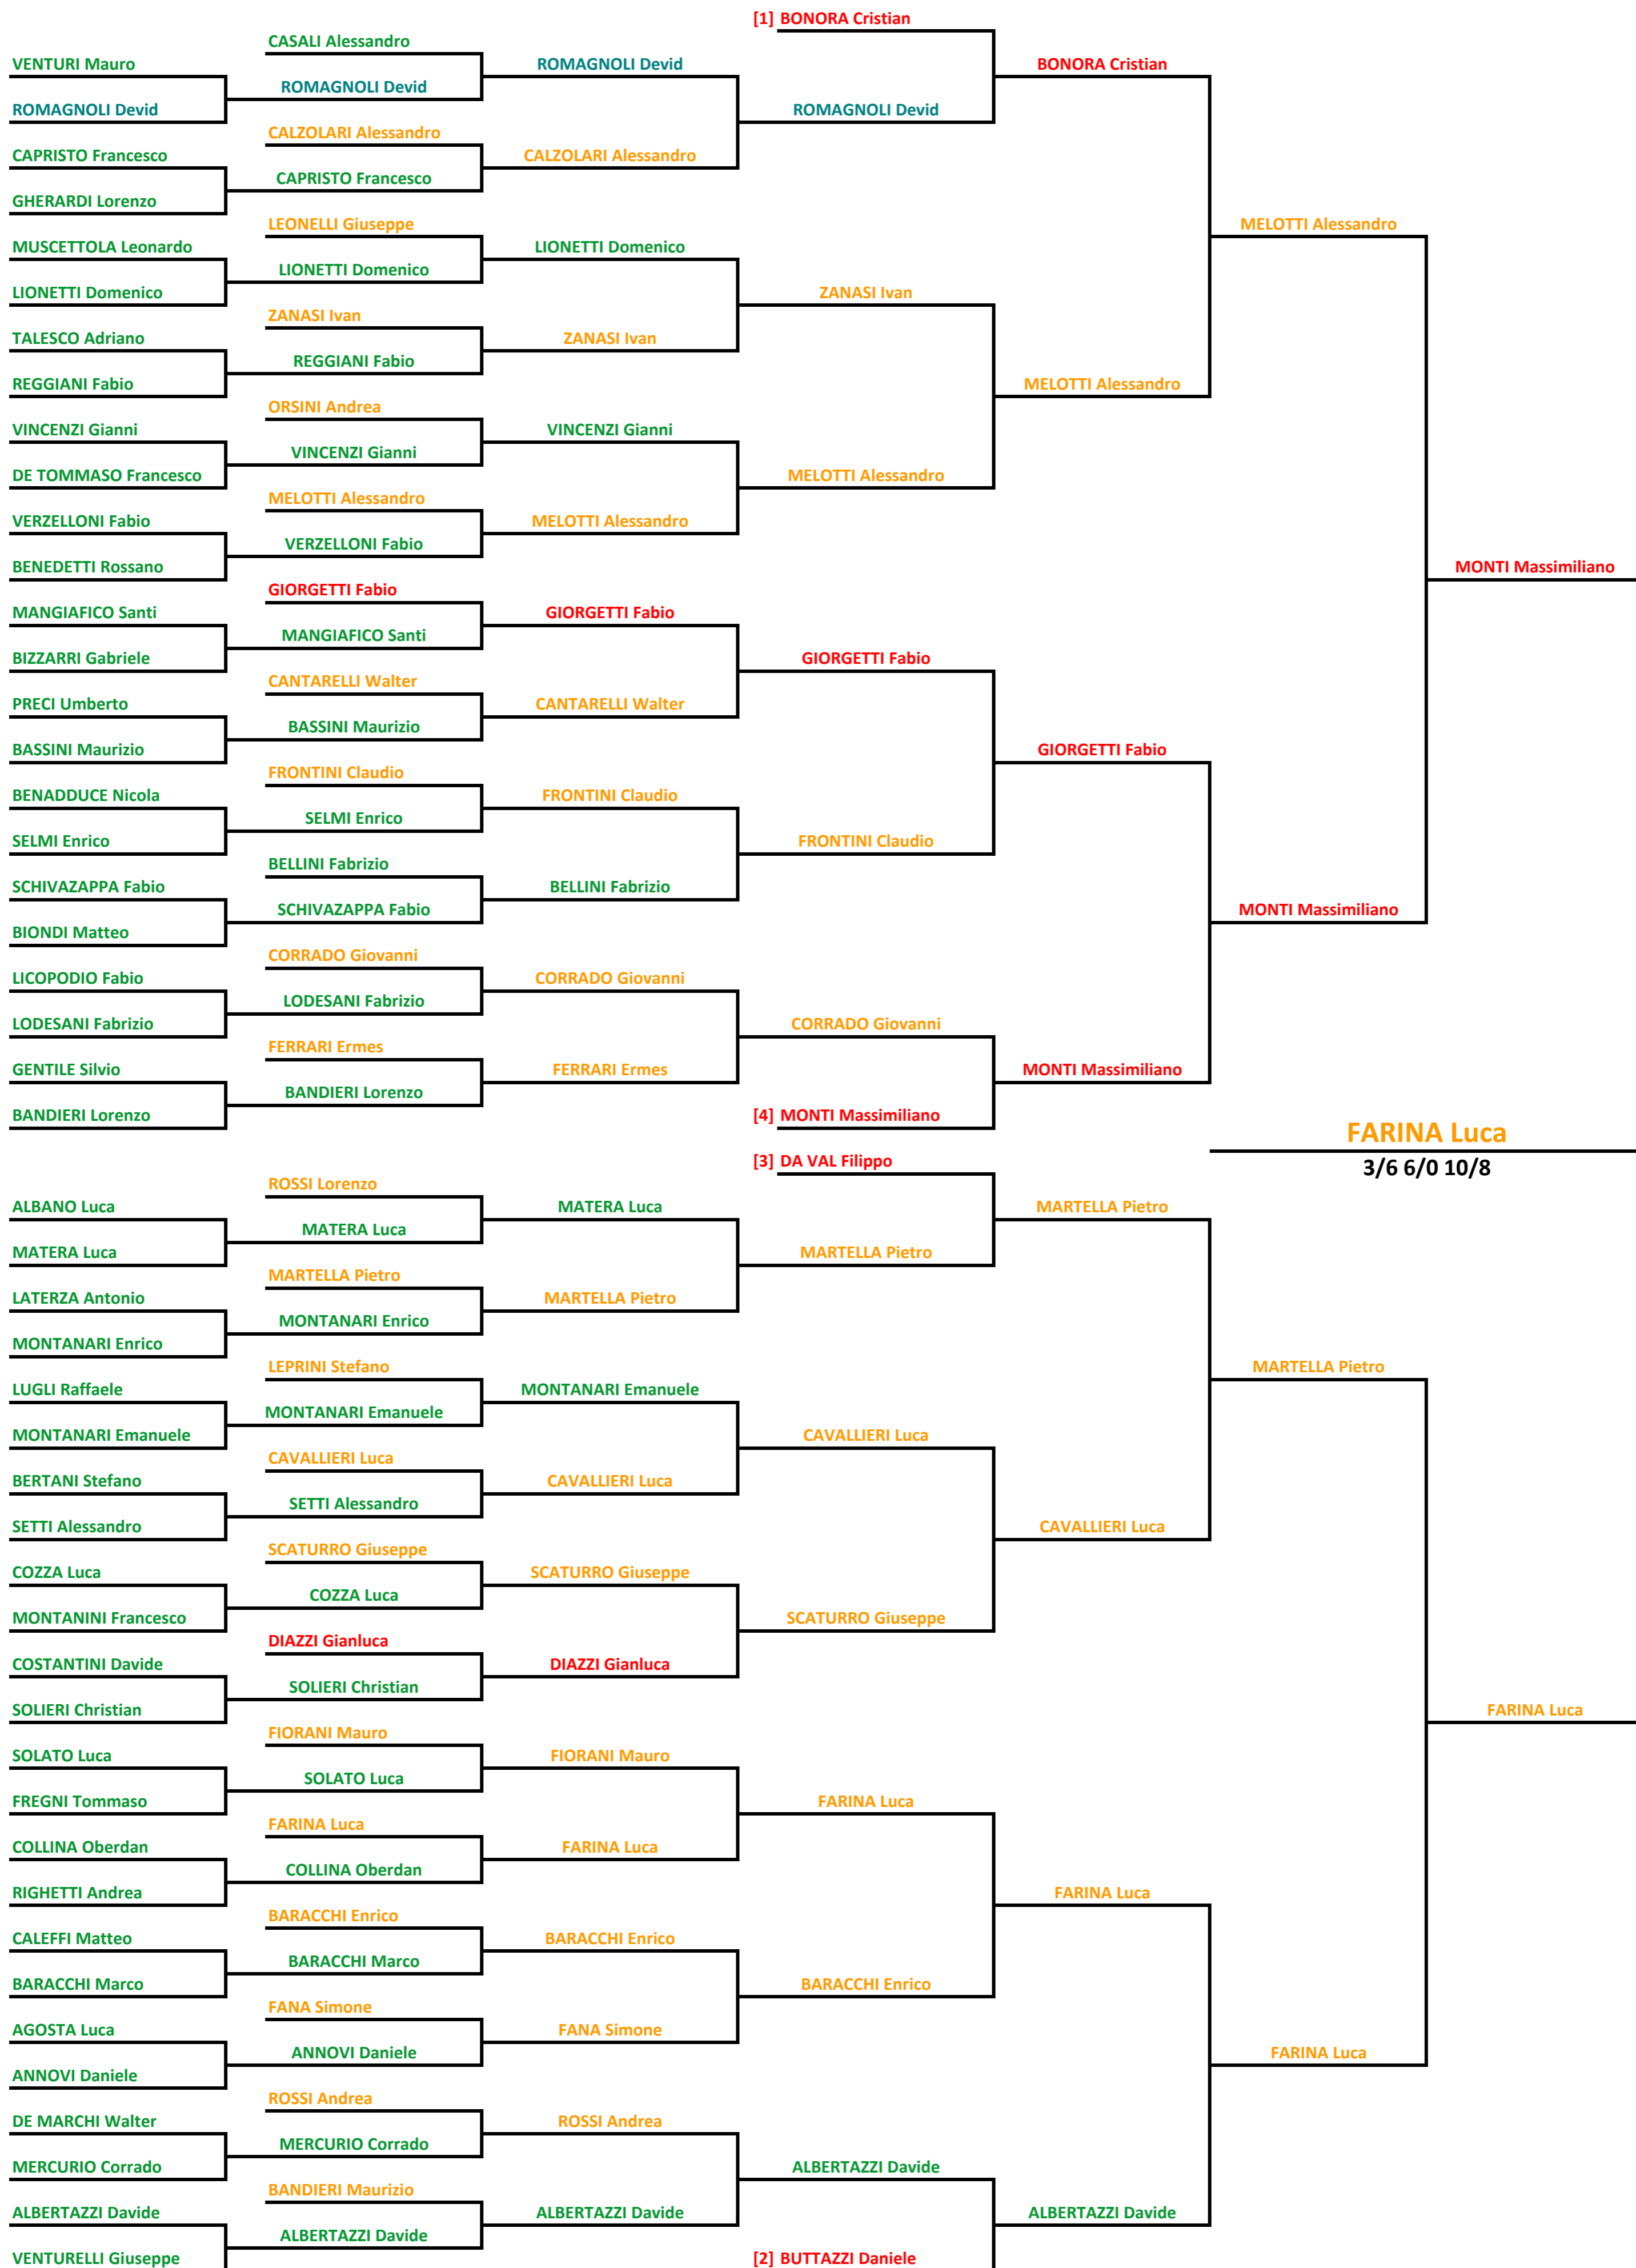 [1] BONORA Cristian
CASALI Alessandro
VENTURI Mauro
ROMAGNOLI Devid
BONORA Cristian
ROMAGNOLI Devid
ROMAGNOLI Devid
ROMAGNOLI Devid
CALZOLARI Alessandro
CAPRISTO Francesco
CALZOLARI Alessandro
CAPRISTO Francesco
GHERARDI Lorenzo
LEONELLI Giuseppe
MELOTTI Alessandro
MUSCETTOLA Leonardo
LIONETTI Domenico
LIONETTI Domenico
LIONETTI Domenico
ZANASI Ivan
ZANASI Ivan
TALESCO Adriano
ZANASI Ivan
REGGIANI Fabio
REGGIANI Fabio
MELOTTI Alessandro
ORSINI Andrea
VINCENZI Gianni
VINCENZI Gianni
VINCENZI Gianni
DE TOMMASO Francesco
MELOTTI Alessandro
MELOTTI Alessandro
VERZELLONI Fabio
MELOTTI Alessandro
VERZELLONI Fabio
BENEDETTI Rossano
MONTI Massimiliano
GIORGETTI Fabio
MANGIAFICO Santi
GIORGETTI Fabio
MANGIAFICO Santi
BIZZARRI Gabriele
GIORGETTI Fabio
CANTARELLI Walter
PRECI Umberto
CANTARELLI Walter
BASSINI Maurizio
BASSINI Maurizio
GIORGETTI Fabio
FRONTINI Claudio
BENADDUCE Nicola
FRONTINI Claudio
SELMI Enrico
SELMI Enrico
FRONTINI Claudio
BELLINI Fabrizio
SCHIVAZAPPA Fabio
BELLINI Fabrizio
SCHIVAZAPPA Fabio
MONTI Massimiliano
BIONDI Matteo
CORRADO Giovanni
LICOPODIO Fabio
CORRADO Giovanni
LODESANI Fabrizio
LODESANI Fabrizio
CORRADO Giovanni
FERRARI Ermes
GENTILE Silvio
FERRARI Ermes
MONTI Massimiliano
BANDIERI Lorenzo
BANDIERI Lorenzo
[4] MONTI Massimiliano
FARINA Luca
[3] DA VAL Filippo
3/6 6/0 10/8
ROSSI Lorenzo
ALBANO Luca
MATERA Luca
MARTELLA Pietro
MATERA Luca
MATERA Luca
MARTELLA Pietro
MARTELLA Pietro
LATERZA Antonio
MARTELLA Pietro
MONTANARI Enrico
MONTANARI Enrico
LEPRINI Stefano
MARTELLA Pietro
LUGLI Raffaele
MONTANARI Emanuele
MONTANARI Emanuele
MONTANARI Emanuele
CAVALLIERI Luca
CAVALLIERI Luca
BERTANI Stefano
CAVALLIERI Luca
SETTI Alessandro
SETTI Alessandro
CAVALLIERI Luca
SCATURRO Giuseppe
COZZA Luca
SCATURRO Giuseppe
COZZA Luca
MONTANINI Francesco
SCATURRO Giuseppe
DIAZZI Gianluca
COSTANTINI Davide
DIAZZI Gianluca
SOLIERI Christian
SOLIERI Christian
FARINA Luca
FIORANI Mauro
SOLATO Luca
FIORANI Mauro
SOLATO Luca
FREGNI Tommaso
FARINA Luca
FARINA Luca
COLLINA Oberdan
FARINA Luca
COLLINA Oberdan
RIGHETTI Andrea
FARINA Luca
BARACCHI Enrico
CALEFFI Matteo
BARACCHI Enrico
BARACCHI Marco
BARACCHI Marco
BARACCHI Enrico
FANA Simone
AGOSTA Luca
FANA Simone
ANNOVI Daniele
FARINA Luca
ANNOVI Daniele
ROSSI Andrea
DE MARCHI Walter
ROSSI Andrea
MERCURIO Corrado
MERCURIO Corrado
ALBERTAZZI Davide
BANDIERI Maurizio
ALBERTAZZI Davide
ALBERTAZZI Davide
ALBERTAZZI Davide
ALBERTAZZI Davide
VENTURELLI Giuseppe
[2] BUTTAZZI Daniele